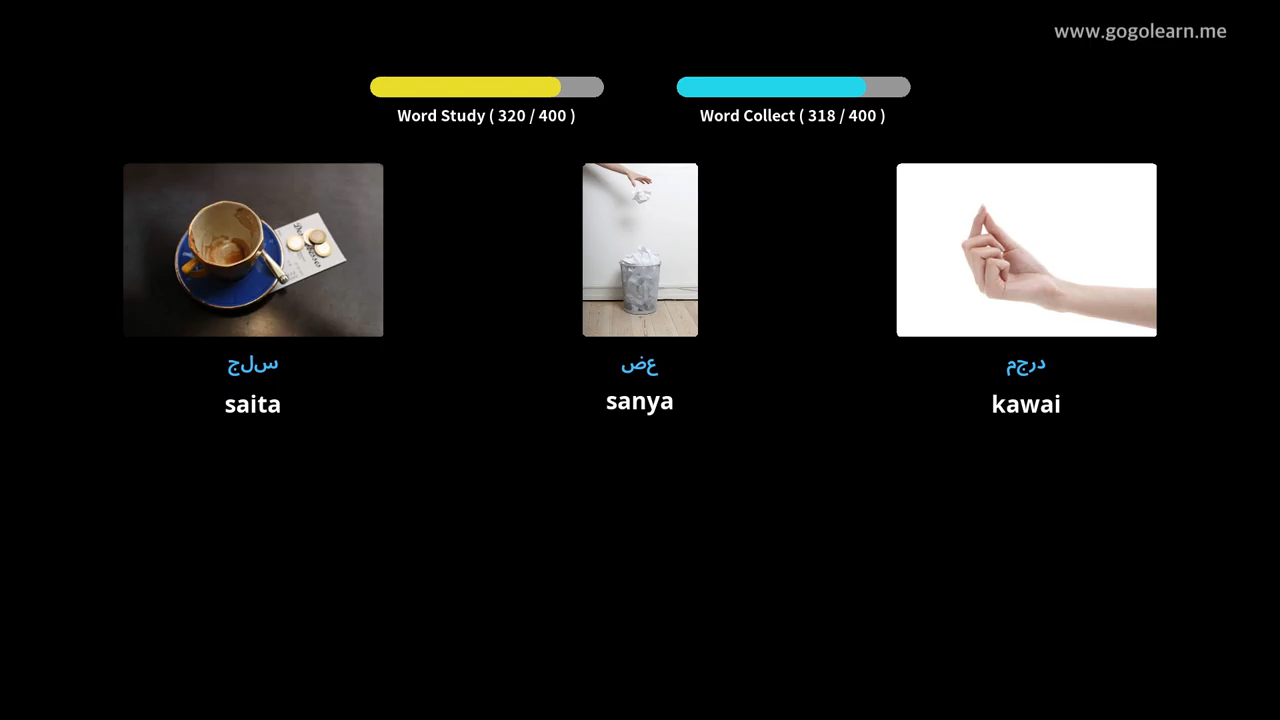 www.gogolearn.me
Word Study ( 320 / 400 )
Word Collect ( 318 / 400 )
سلج
عض
درجم
saita
sanya
kawai